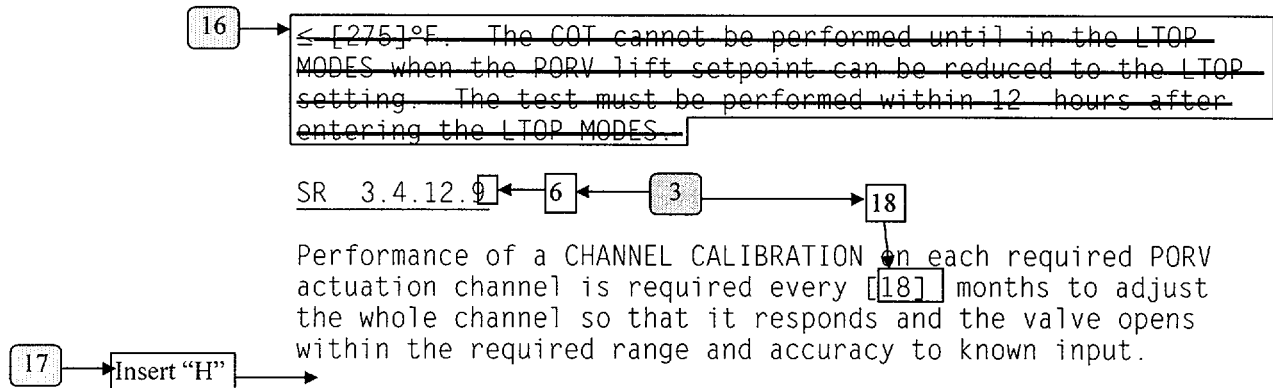 16
≤ [275]°F. The COT cannot be performed until in the LTOP
MODES when the PORV lift setpoint can be reduced to the LTOP
setting. The test must be performed within 12 hours after
entering the LTOP MODES.
SR 3.4.12.9 6 3 18
Performance of a CHANNEL CALIBRATION on each required PORV
actuation channel is required every [18] months to adjust
the whole channel so that it responds and the valve opens
within the required range and accuracy to known input.
17 Insert “H”